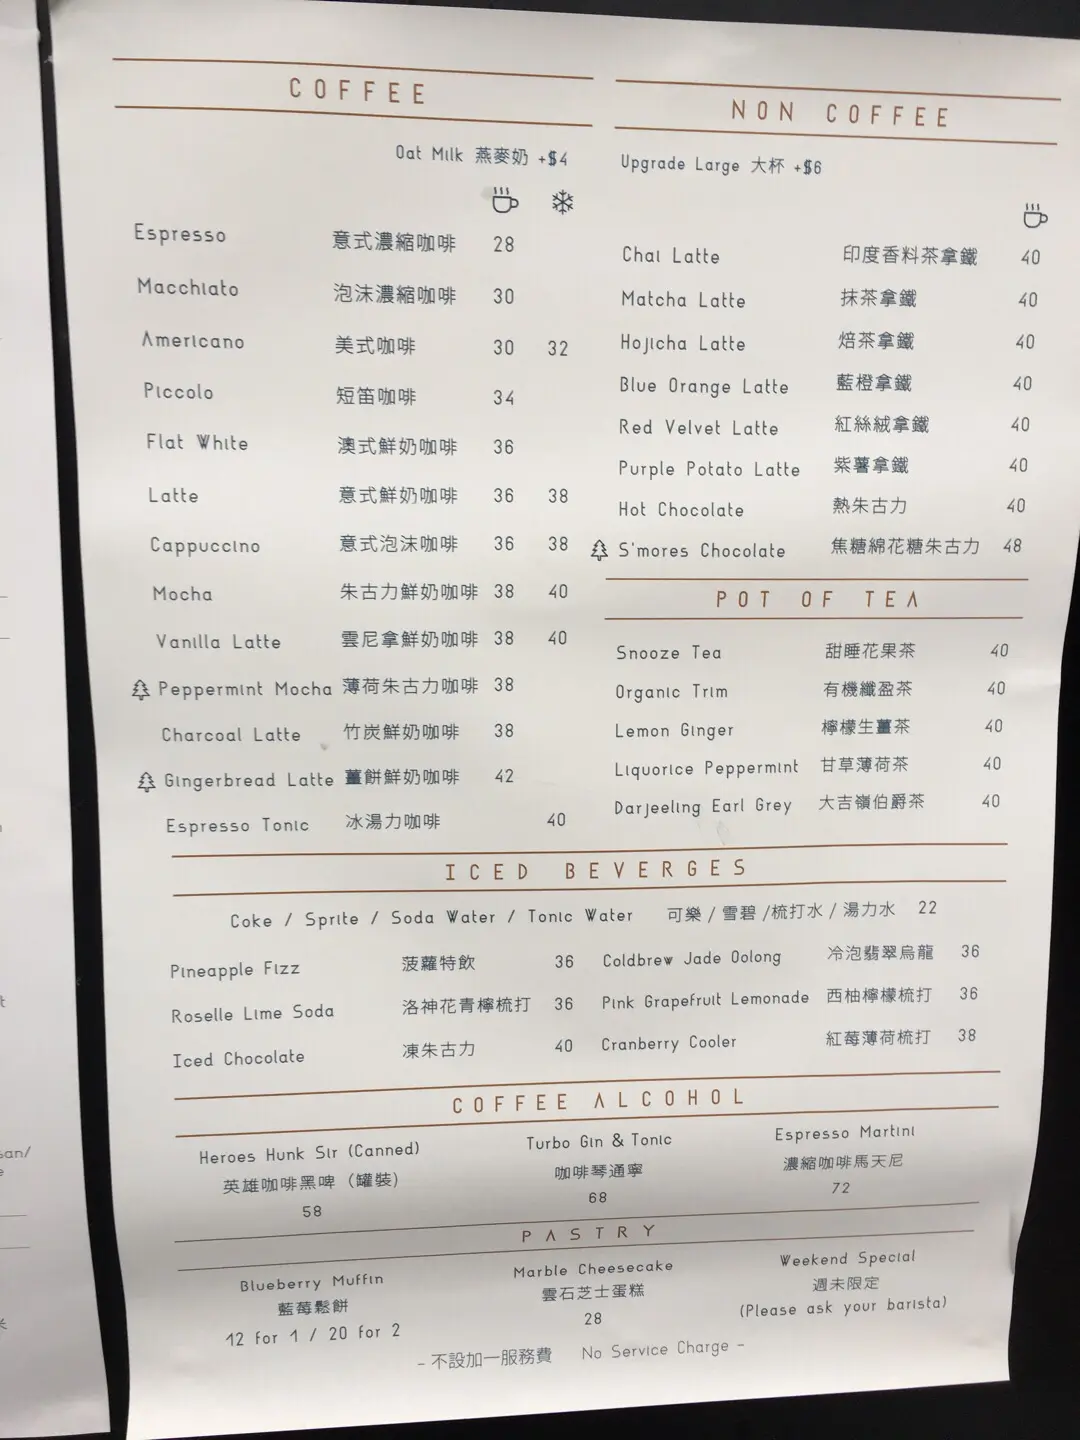 COFFEE
Oat Milk 燕麥奶 +$4
Espresso 意式濃縮咖啡 28
Macchiato 泡沫濃縮咖啡 30
Americano 美式咖啡 30 32
Piccolo 短笛咖啡 34
Flat White 澳式鮮奶咖啡 36
Latte 意式鮮奶咖啡 36 38
Cappuccino 意式泡沫咖啡 36 38
Mocha 朱古力鮮奶咖啡 38 40
Vanilla Latte 雲尼拿鮮奶咖啡 38 40
Peppermint Mocha 薄荷朱古力咖啡 38
Charcoal Latte 竹炭鮮奶咖啡 38
Gingerbread Latte 薑餅鮮奶咖啡 42
Espresso Tonic 冰湯力咖啡 40
NON COFFEE
Upgrade Large 大杯 +$6
Chai Latte 印度香料茶拿鐵 40
Matcha Latte 抹茶拿鐵 40
Hojicha Latte 焙茶拿鐵 40
Blue Orange Latte 藍橙拿鐵 40
Red Velvet Latte 紅絲絨拿鐵 40
Purple Potato Latte 紫薯拿鐵 40
Hot Chocolate 熱朱古力 40
S'mores Chocolate 焦糖綿花糖朱古力 48
POT OF TEA
Snooze Tea 甜睡花果茶 40
Organic Trim 有機纖盈茶 40
Lemon Ginger 檸檬生薑茶 40
Liquorice Peppermint 甘草薄荷茶 40
Darjeeling Earl Grey 大吉嶺伯爵茶 40
ICED BEVERGES
Coke / Sprite / Soda Water / Tonic Water 可樂 / 雪碧 /梳打水 / 湯力水 22
Pineapple Fizz 菠蘿特飲 36 Coldbrew Jade Oolong 冷泡翡翠烏龍 36
Roselle Lime Soda 洛神花青檸梳打 36 Pink Grapefruit Lemonade 西柚檸檬梳打 36
Iced Chocolate 凍朱古力 40 Cranberry Cooler 紅莓薄荷梳打 38
COFFEE ALCOHOL
Heroes Hunk Sir (Canned) Turbo Gin & Tonic Espresso Martini
英雄咖啡黑啤（罐裝） 咖啡琴通寧 濃縮咖啡馬天尼
58 68 72
PASTRY
Blueberry Muffin Marble Cheesecake Weekend Special
藍莓鬆餅 雲石芝士蛋糕 週末限定
12 for 1 / 20 for 2 28 (Please ask your barista)
- 不設加一服務費 No Service Charge -